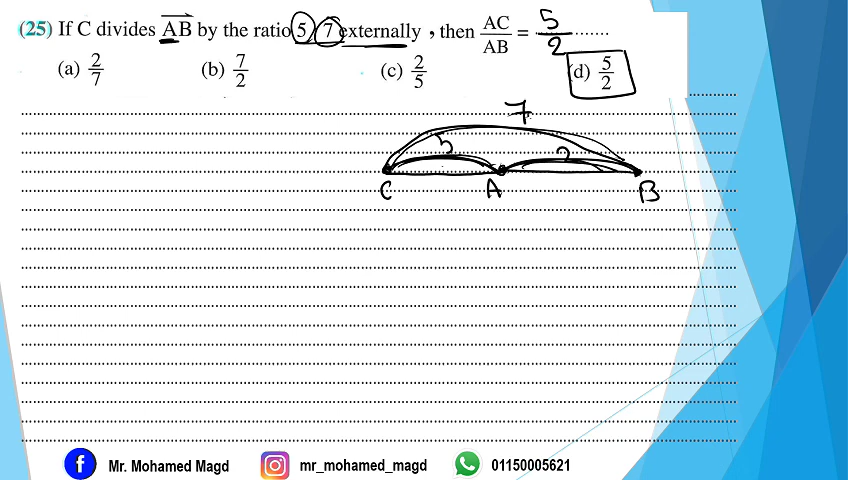 (25) If C divides AB by the ratio 5 7 externally , then AC/AB = 5/2 ........
(a) 2/7 (b) 7/2 (c) 2/5 (d) 5/2
7
5 2
C A B
f Mr. Mohamed Magd mr_mohamed_magd 01150005621